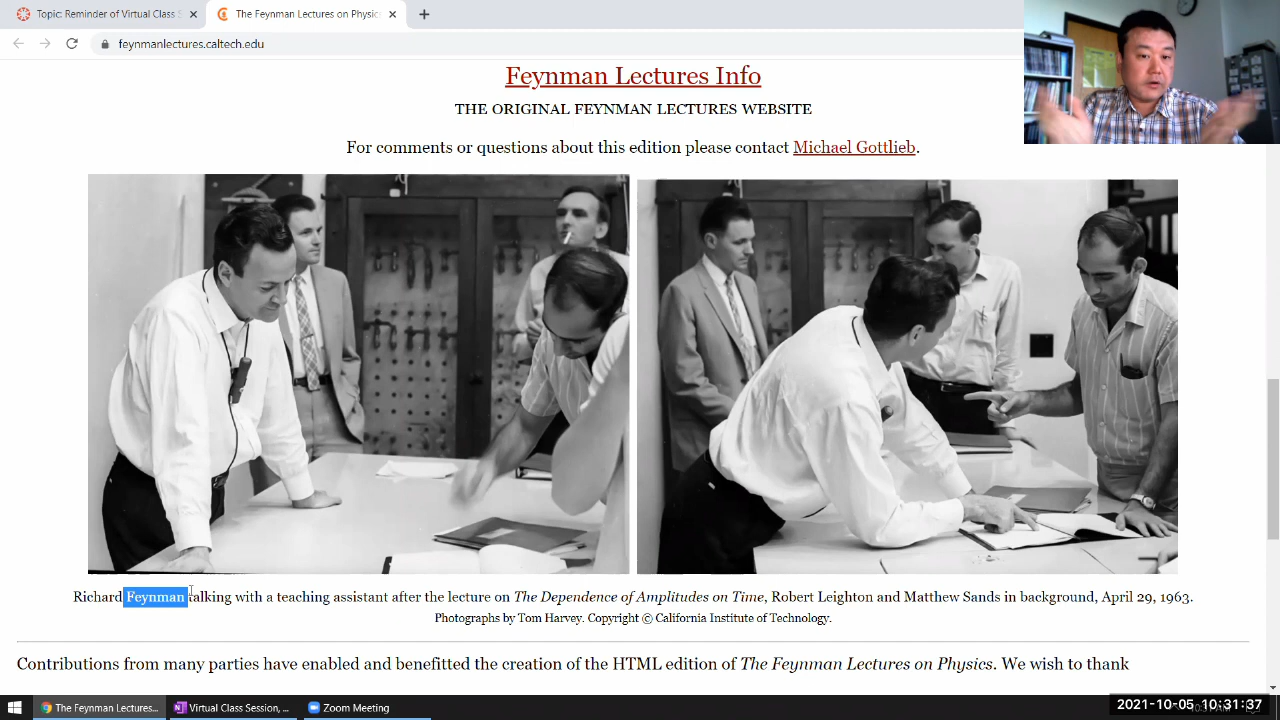 Topic: Reminder of Virtual Class S
The Feynman Lectures on Physics
feynmanlectures.caltech.edu
Feynman Lectures Info
THE ORIGINAL FEYNMAN LECTURES WEBSITE
For comments or questions about this edition please contact Michael Gottlieb.
Richard Feynman talking with a teaching assistant after the lecture on The Dependence of Amplitudes on Time, Robert Leighton and Matthew Sands in background, April 29, 1963.
Photographs by Tom Harvey. Copyright © California Institute of Technology.
Contributions from many parties have enabled and benefitted the creation of the HTML edition of The Feynman Lectures on Physics. We wish to thank
The Feynman Lectures...
Virtual Class Session, ...
Zoom Meeting
2021-10-05 10:31:37